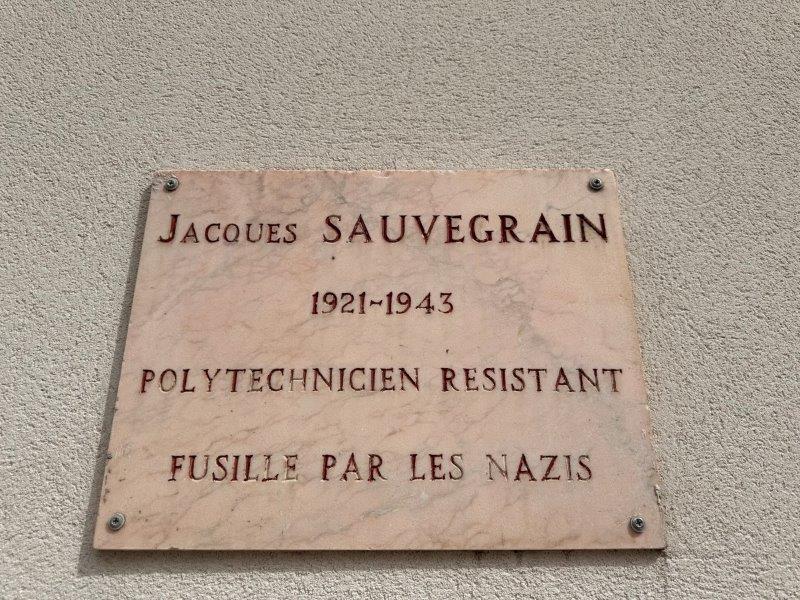 Jacques SAUVEGRAIN
1921-1943
POLYTECHNICIEN RESISTANT
FUSILLE PAR LES NAZIS